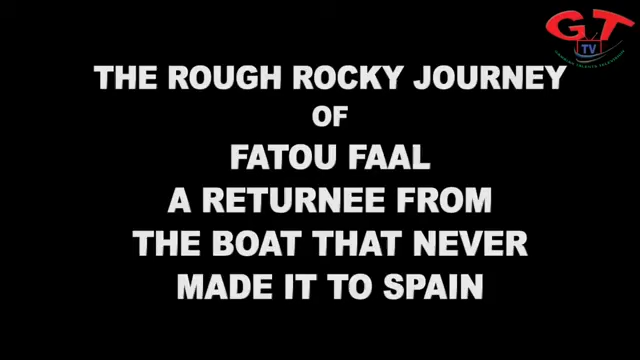 GT
TV
THE ROUGH ROCKY JOURNEY
OF
FATOU FAAL
A RETURNEE FROM
THE BOAT THAT NEVER
MADE IT TO SPAIN